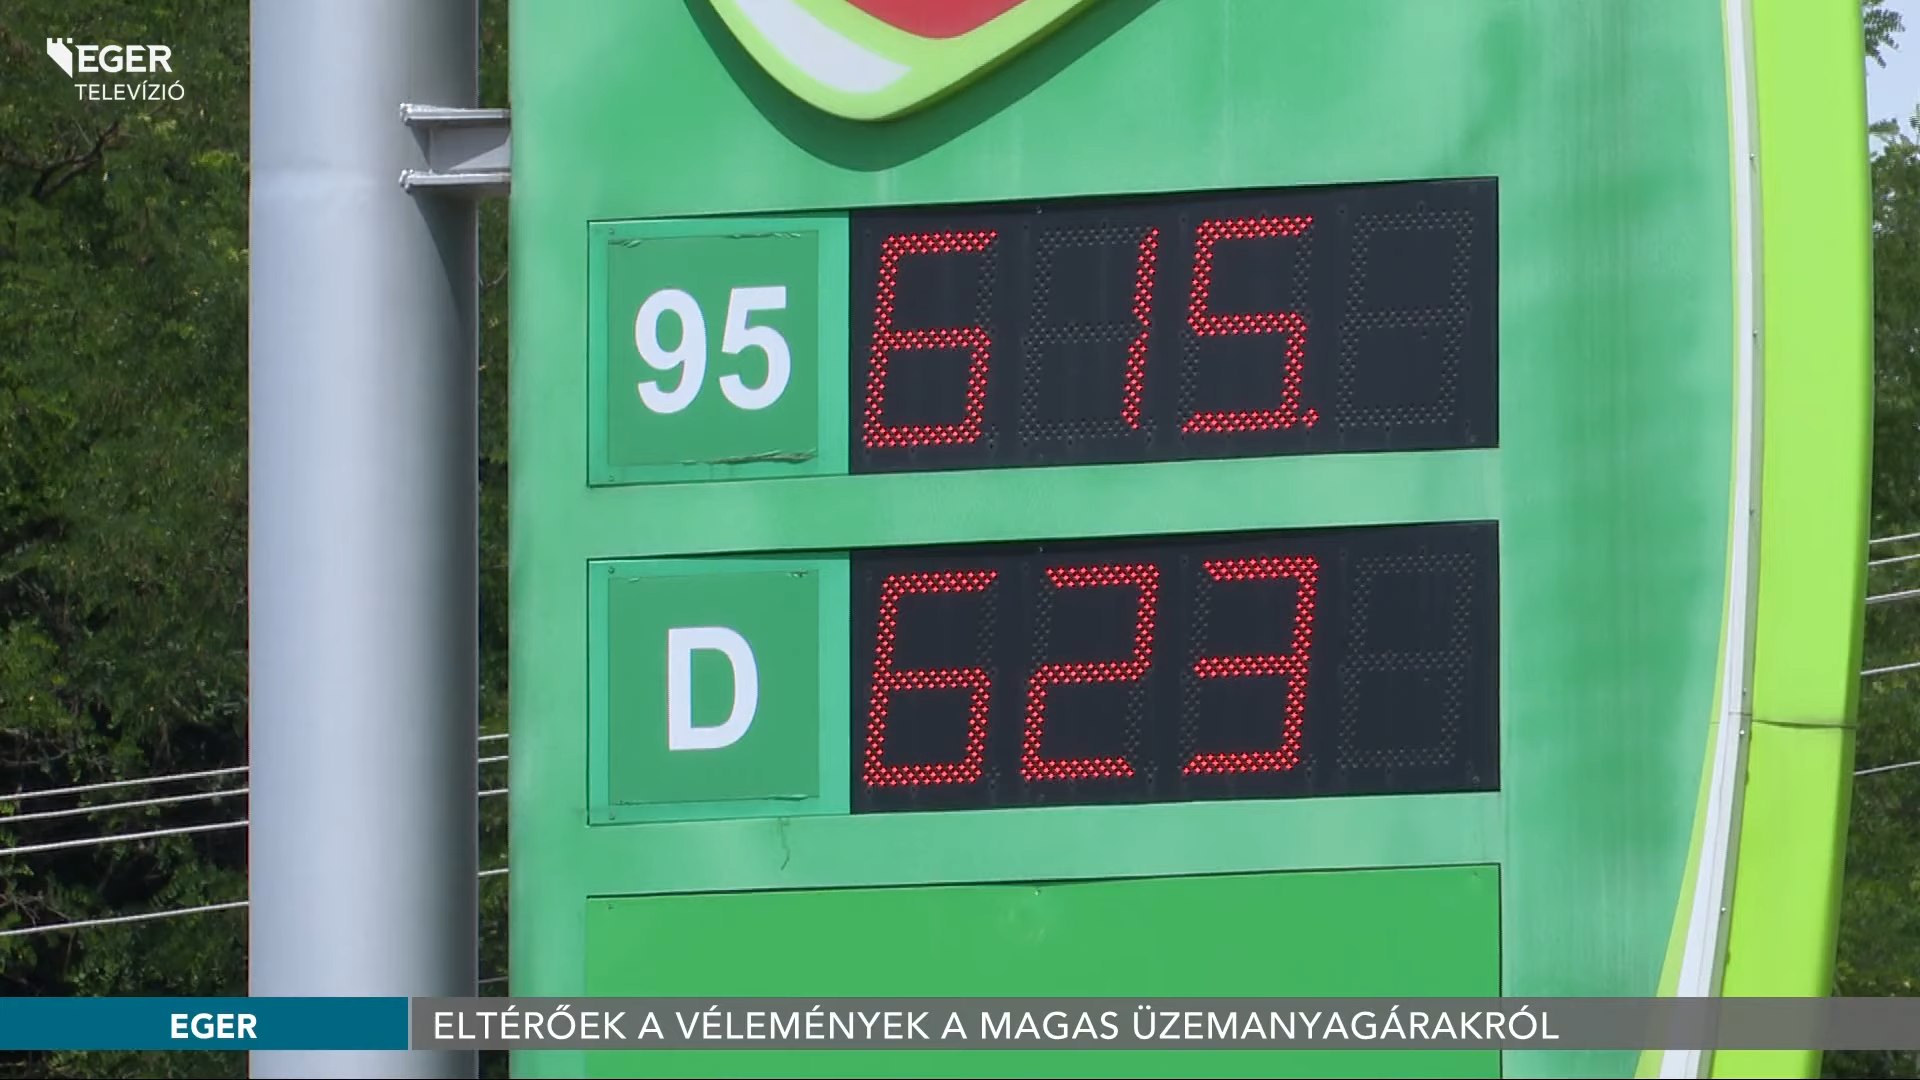 EGER
TELEVÍZIÓ
95 615.
D 623
EGER ELTÉRŐEK A VÉLEMÉNYEK A MAGAS ÜZEMANYAGÁRAKRÓL